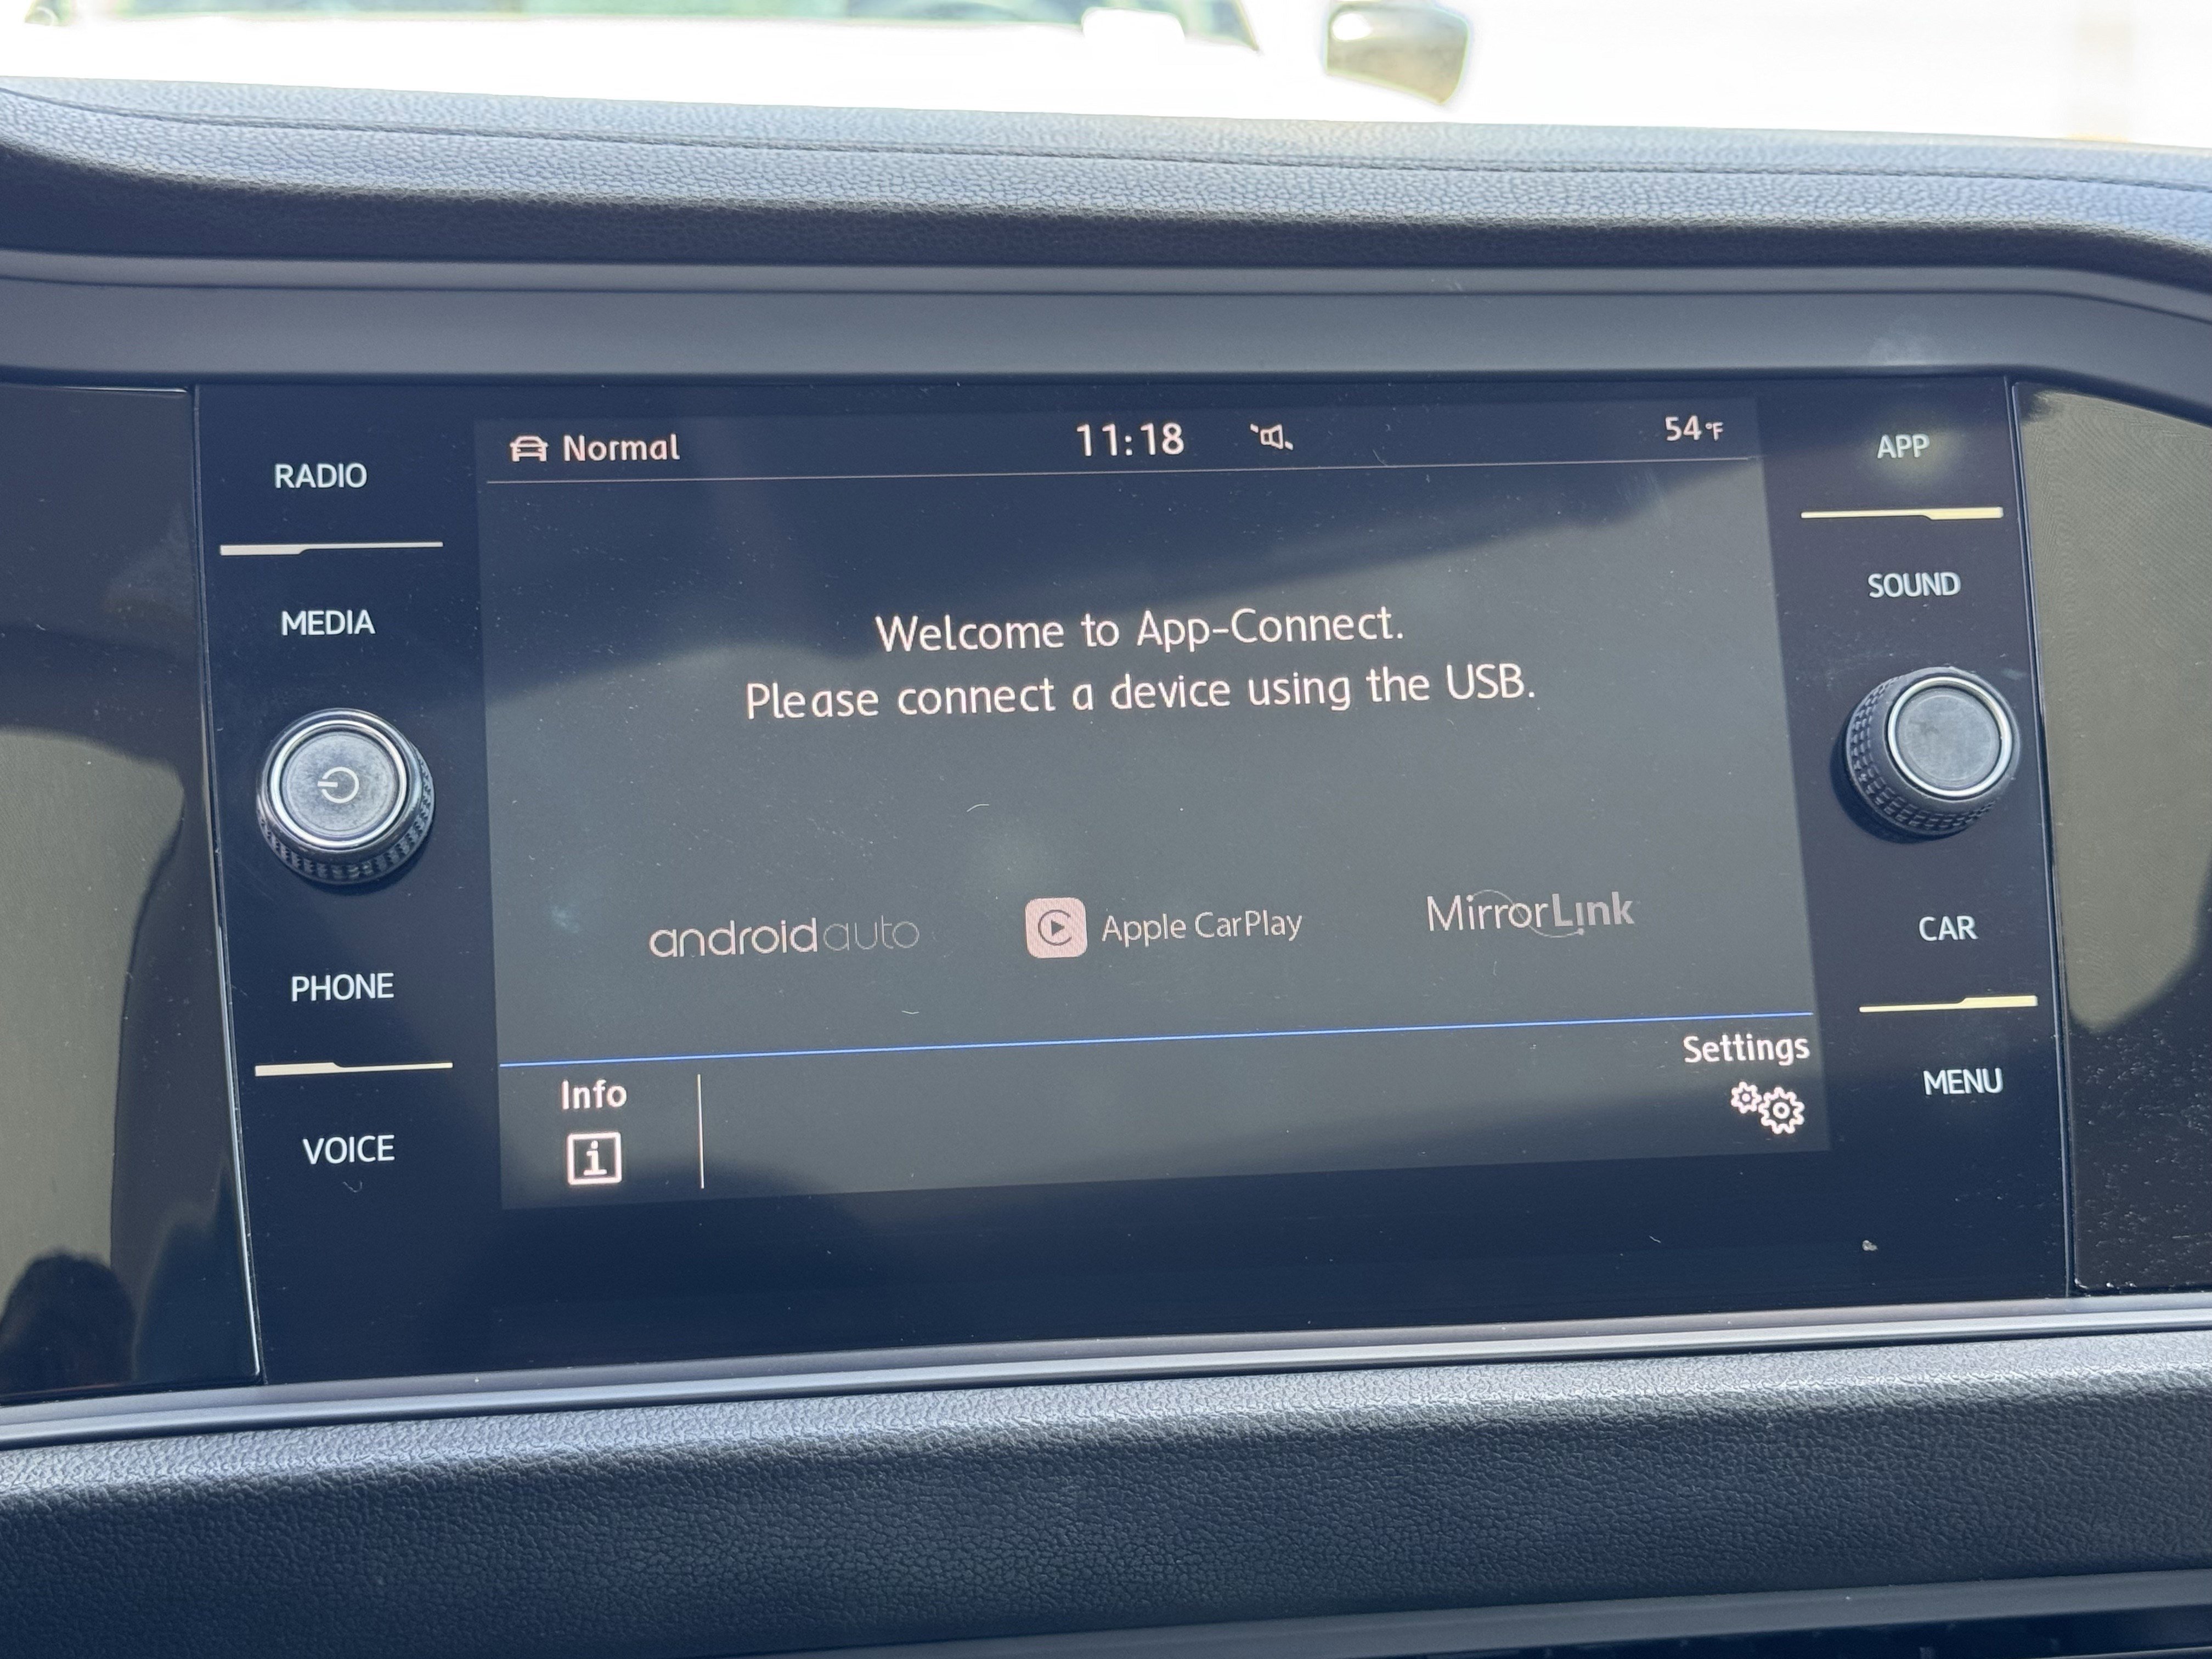 Normal
11:18
54°F
RADIO
MEDIA
PHONE
VOICE
Welcome to App-Connect.
Please connect a device using the USB.
androidauto
Apple CarPlay
MirrorLink
Info
i
Settings
APP
SOUND
CAR
MENU